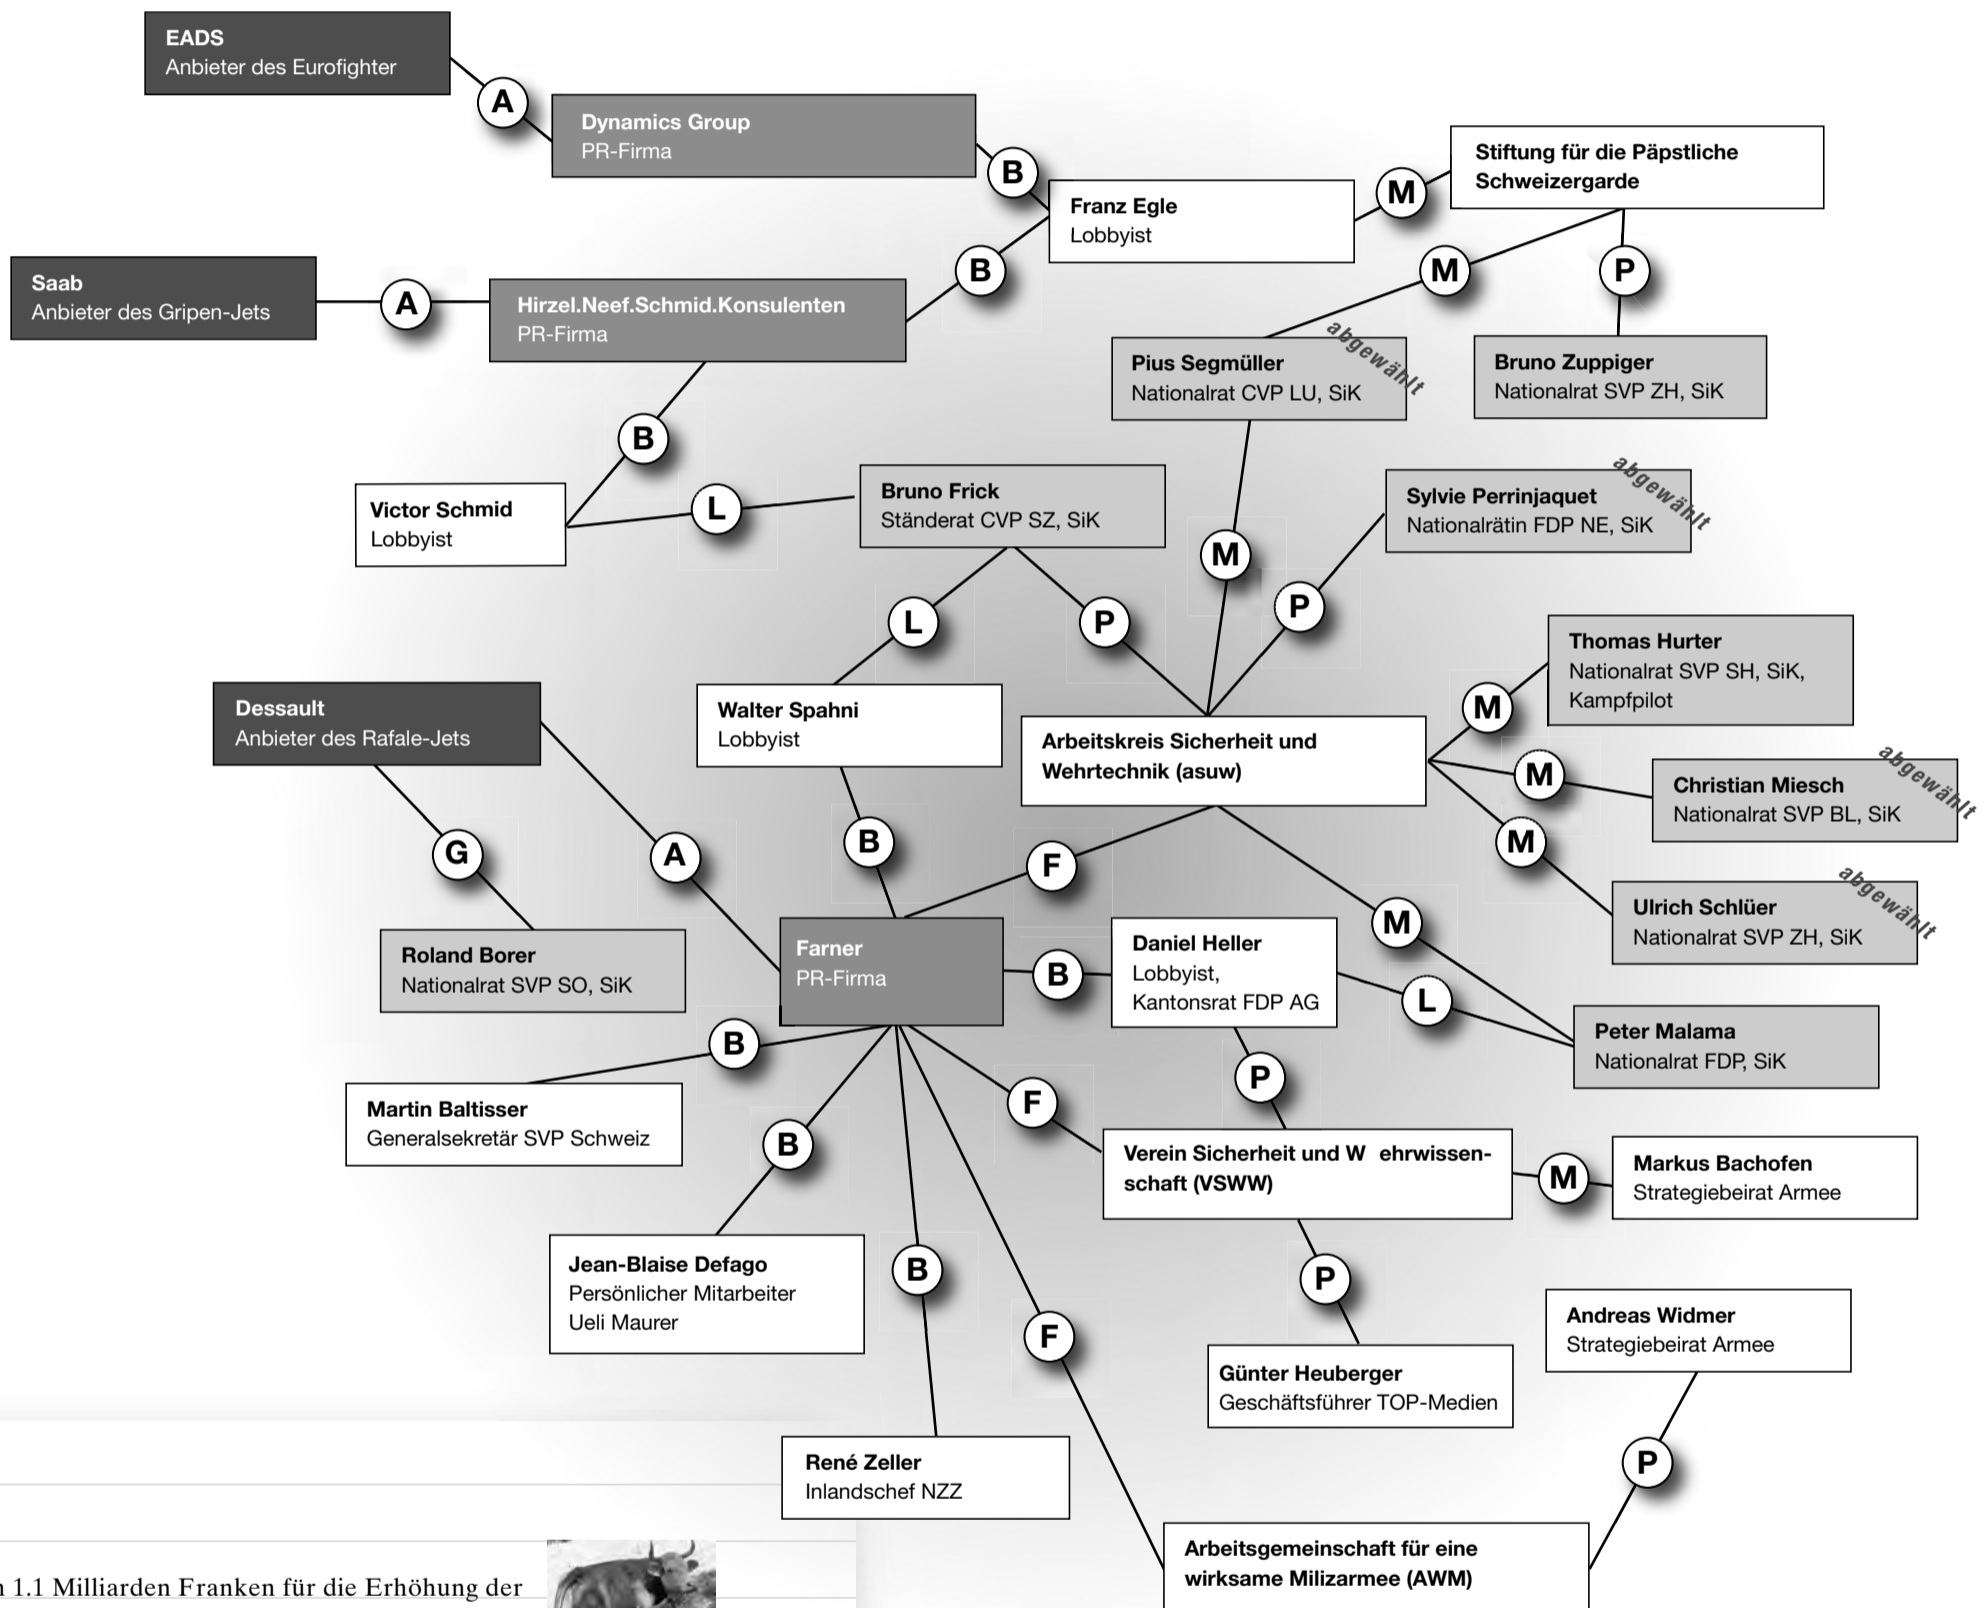 EADS
Anbieter des Eurofighter
A
Dynamics Group
PR-Firma
B
Franz Egle
Lobbyist
M
Stiftung für die Päpstliche
Schweizergarde
Saab
Anbieter des Gripen-Jets
A
Hirzel.Neef.Schmid.Konsulenten
PR-Firma
B
M
P
Pius Segmüller
Nationalrat CVP LU, SiK
abgewählt
Bruno Zuppiger
Nationalrat SVP ZH, SiK
B
Victor Schmid
Lobbyist
L
Bruno Frick
Ständerat CVP SZ, SiK
M
P
Sylvie Perrinjaquet
Nationalrätin FDP NE, SiK
abgewählt
L
P
Walter Spahni
Lobbyist
Arbeitskreis Sicherheit und
Wehrtechnik (asuw)
M
Thomas Hurter
Nationalrat SVP SH, SiK,
Kampfpilot
M
Christian Miesch
Nationalrat SVP BL, SiK
abgewählt
M
Ulrich Schlüer
Nationalrat SVP ZH, SiK
abgewählt
Dessault
Anbieter des Rafale-Jets
G
A
B
F
M
Roland Borer
Nationalrat SVP SO, SiK
Farner
PR-Firma
B
Daniel Heller
Lobbyist,
Kantonsrat FDP AG
L
Peter Malama
Nationalrat FDP, SiK
B
Martin Baltisser
Generalsekretär SVP Schweiz
B
F
P
Verein Sicherheit und W ehrwissen-
schaft (VSWW)
M
Markus Bachofen
Strategiebeirat Armee
Jean-Blaise Defago
Persönlicher Mitarbeiter
Ueli Maurer
B
F
P
Günter Heuberger
Geschäftsführer TOP-Medien
Andreas Widmer
Strategiebeirat Armee
P
René Zeller
Inlandschef NZZ
Arbeitsgemeinschaft für eine
wirksame Milizarmee (AWM)
1.1 Milliarden Franken für die Erhöhung der